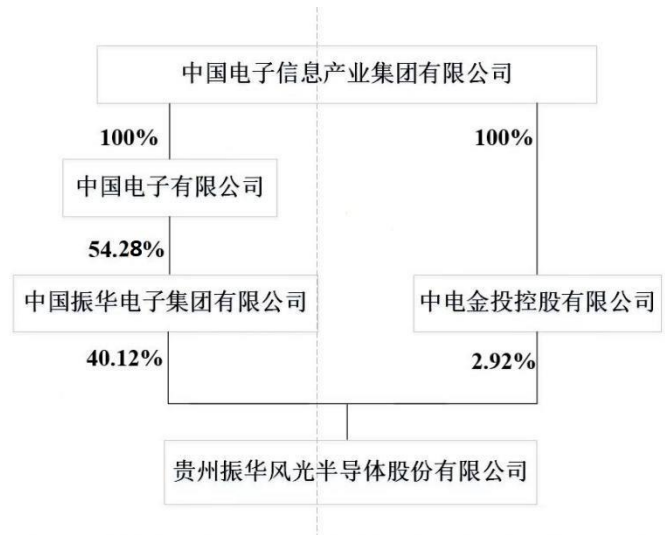 中国电子信息产业集团有限公司
100%
100%
中国电子有限公司
54.28%
中国振华电子集团有限公司
中电金投控股有限公司
40.12%
2.92%
贵州振华风光半导体股份有限公司